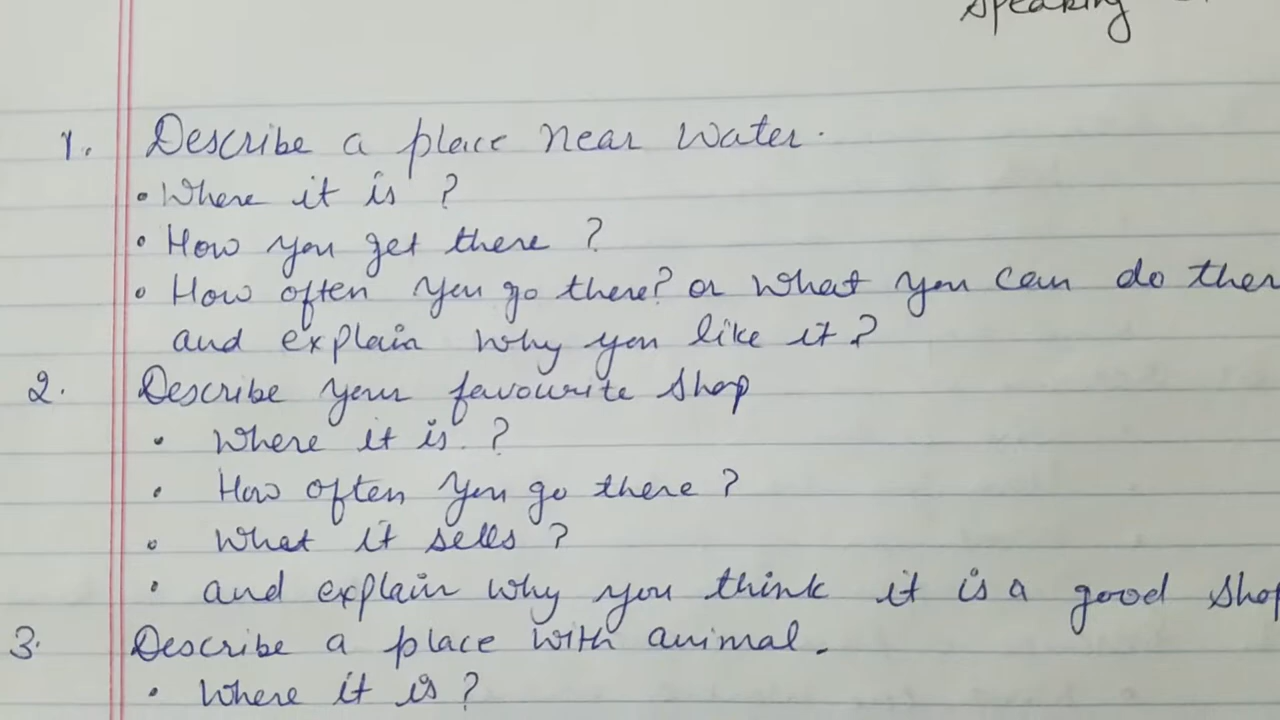 speaking
1. Describe a place near water.
• Where it is ?
• How you get there ?
• How often you go there? or what you can do ther
and explain why you like it?
2. Describe your favourite shop
• Where it is. ?
• How often you go there ?
• What it sells ?
• and explain why you think it is a good shop
3. Describe a place with animal.
• Where it is ?